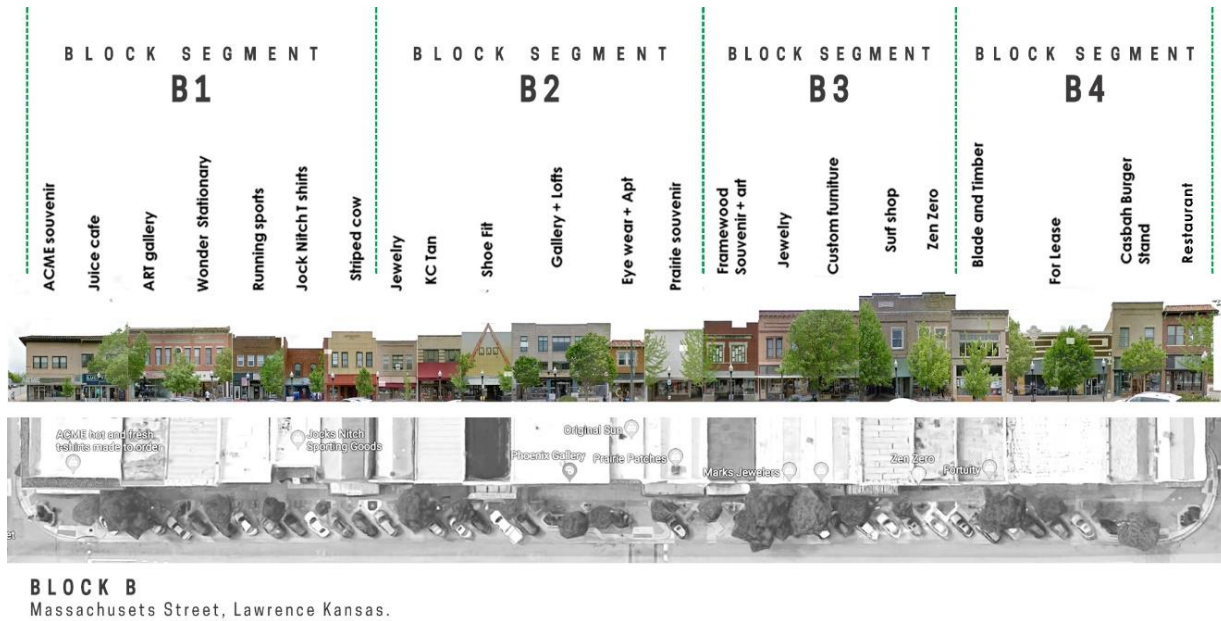 BLOCK SEGMENT
B1
BLOCK SEGMENT
B2
BLOCK SEGMENT
B3
BLOCK SEGMENT
B4
ACME souvenir
Juice cafe
ART gallery
Wonder Stationary
Running sports
Jock Nitch T shirts
Striped cow
Jewelry
KC Tan
Shoe Fit
Gallery + Lofts
Eye wear + Apt
Prairie souvenir
Framewood
Souvenir + art
Jewelry
Custom furniture
Surf shop
Zen Zero
Blade and Timber
For Lease
Casbah Burger
Stand
Restaurant
ACME hot and fresh
t-shirts made to order
Jocks Nitch
Sporting Goods
Phoenix Gallery
Original Sun
Prairie Patches
Marks Jewelers
Zen Zero
Fortuity
et
BLOCK B
Massachusets Street, Lawrence Kansas.